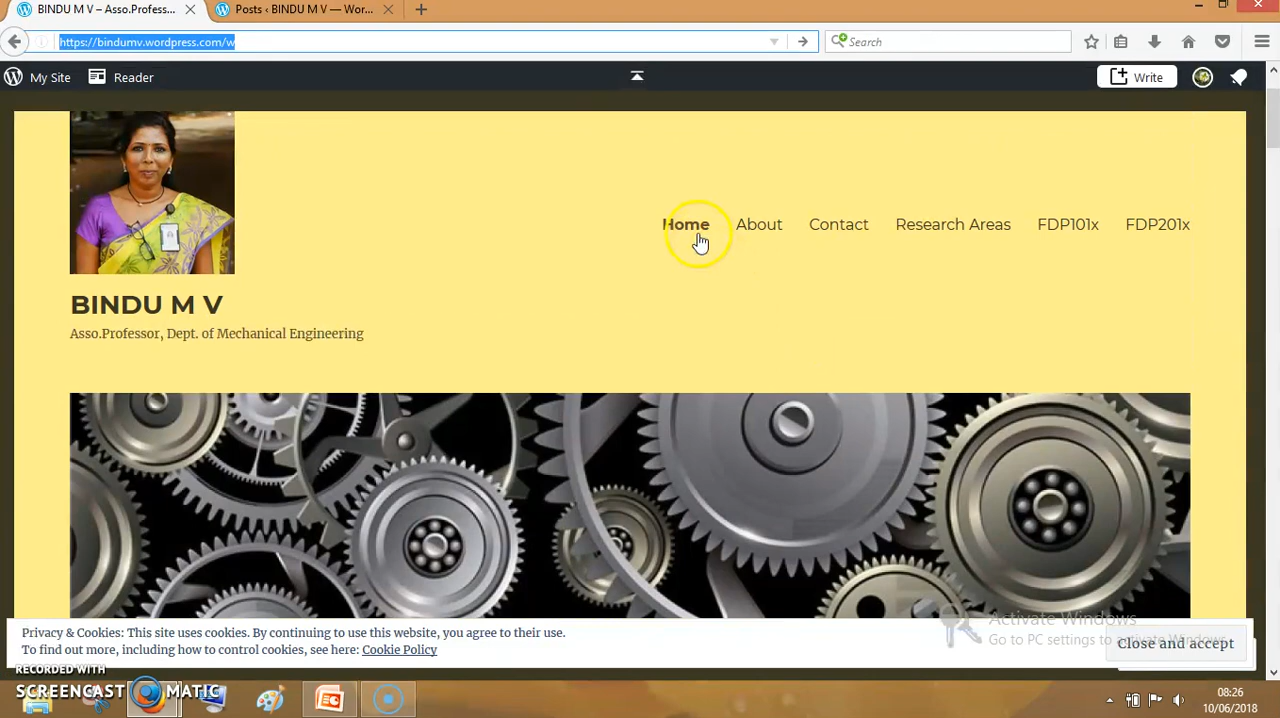 BINDU M V – Asso.Profess...
Posts ‹ BINDU M V — Wor...
https://bindumv.wordpress.com/w
Search
My Site
Reader
Write
Home
About
Contact
Research Areas
FDP101x
FDP201x
BINDU M V
Asso.Professor, Dept. of Mechanical Engineering
Privacy & Cookies: This site uses cookies. By continuing to use this website, you agree to their use.
To find out more, including how to control cookies, see here: Cookie Policy
Close and accept
Activate Windows
Go to PC settings to activate Windows.
RECORDED WITH
SCREENCAST MATIC
08:26
10/06/2018